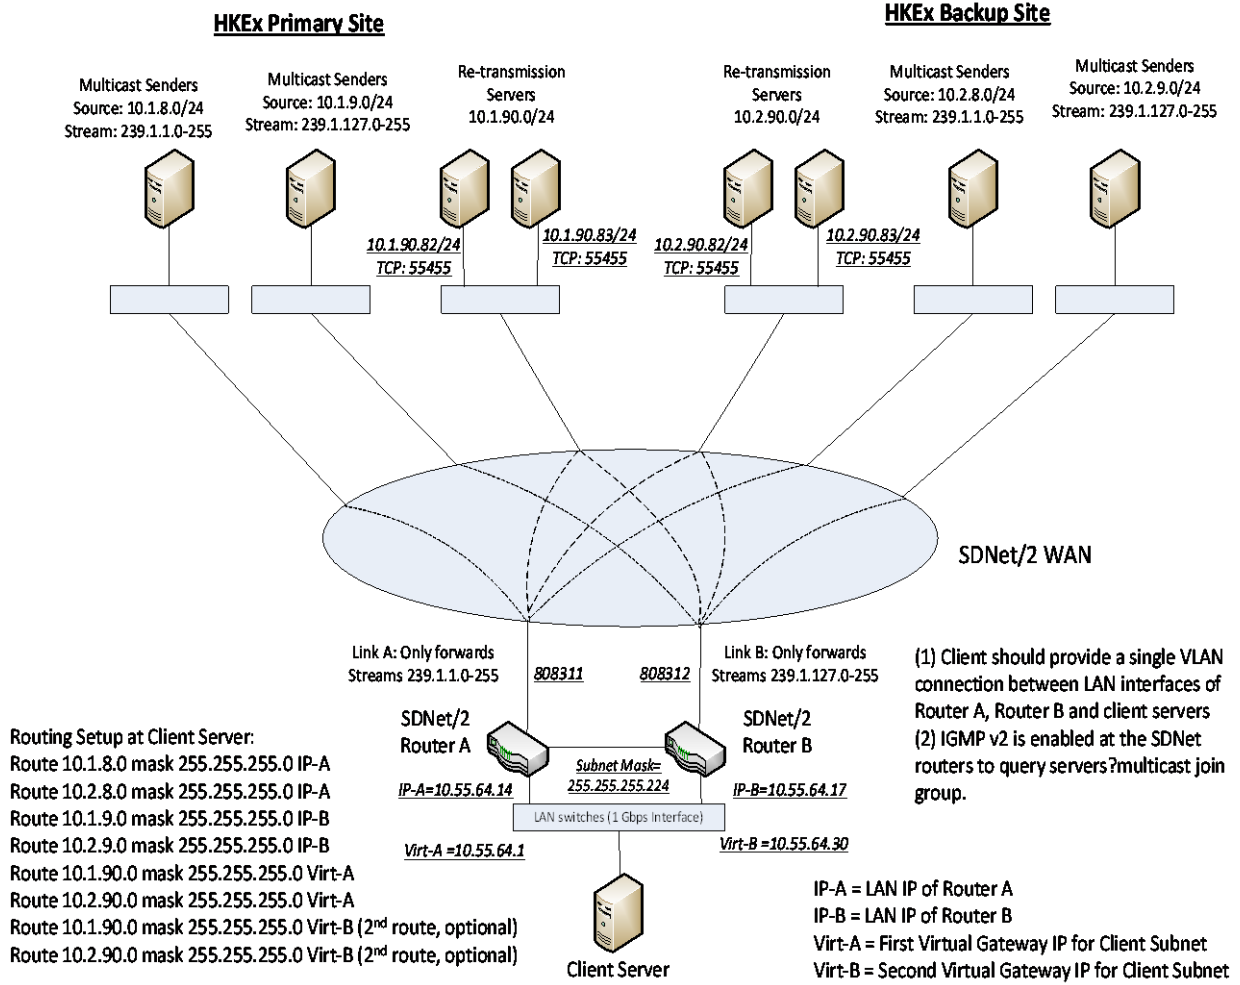 HKEx Primary Site
HKEx Backup Site
Multicast Senders
Source: 10.1.8.0/24
Stream: 239.1.1.0-255
Multicast Senders
Source: 10.1.9.0/24
Stream: 239.1.127.0-255
Re-transmission
Servers
10.1.90.0/24
Re-transmission
Servers
10.2.90.0/24
Multicast Senders
Source: 10.2.8.0/24
Stream: 239.1.1.0-255
Multicast Senders
Source: 10.2.9.0/24
Stream: 239.1.127.0-255
10.1.90.82/24
TCP: 55455
10.1.90.83/24
TCP: 55455
10.2.90.82/24
TCP: 55455
10.2.90.83/24
TCP: 55455
SDNet/2 WAN
Link A: Only forwards
Streams 239.1.1.0-255
808311
808312
Link B: Only forwards
Streams 239.1.127.0-255
SDNet/2
Router A
SDNet/2
Router B
Subnet Mask=
255.255.255.224
IP-A=10.55.64.14
IP-B=10.55.64.17
LAN switches (1 Gbps Interface)
Virt-A =10.55.64.1
Virt-B =10.55.64.30
Client Server
(1) Client should provide a single VLAN
connection between LAN interfaces of
Router A, Router B and client servers
(2) IGMP v2 is enabled at the SDNet
routers to query servers?multicast join
group.
Routing Setup at Client Server:
Route 10.1.8.0 mask 255.255.255.0 IP-A
Route 10.2.8.0 mask 255.255.255.0 IP-A
Route 10.1.9.0 mask 255.255.255.0 IP-B
Route 10.2.9.0 mask 255.255.255.0 IP-B
Route 10.1.90.0 mask 255.255.255.0 Virt-A
Route 10.2.90.0 mask 255.255.255.0 Virt-A
Route 10.1.90.0 mask 255.255.255.0 Virt-B (2nd route, optional)
Route 10.2.90.0 mask 255.255.255.0 Virt-B (2nd route, optional)
IP-A = LAN IP of Router A
IP-B = LAN IP of Router B
Virt-A = First Virtual Gateway IP for Client Subnet
Virt-B = Second Virtual Gateway IP for Client Subnet